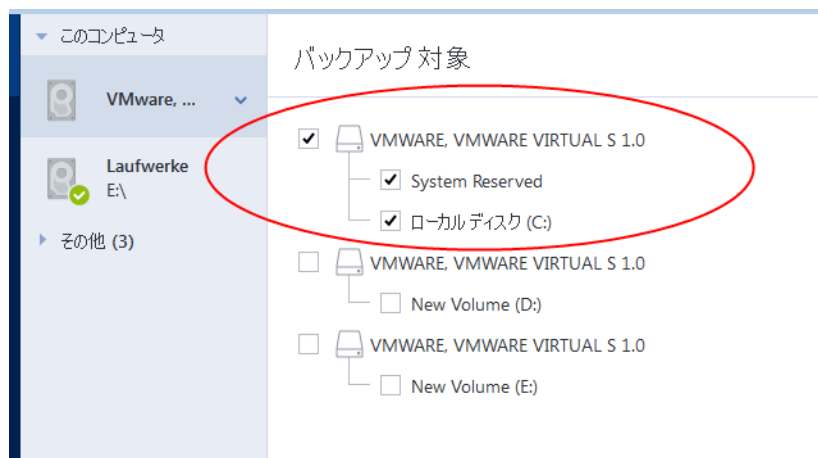 このコンピュータ
VMware, ...
Laufwerke
E:\
その他 (3)
バックアップ対象
VMWARE, VMWARE VIRTUAL S 1.0
System Reserved
ローカル ディスク (C:)
VMWARE, VMWARE VIRTUAL S 1.0
New Volume (D:)
VMWARE, VMWARE VIRTUAL S 1.0
New Volume (E:)